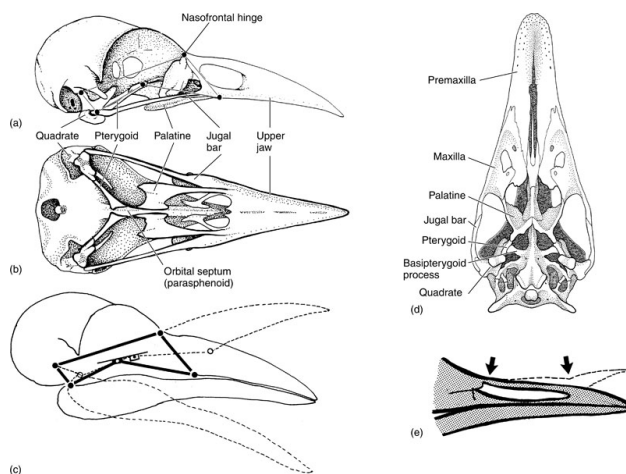 Nasofrontal hinge
(a)
Quadrate Pterygoid Palatine Jugal bar Upper jaw
(b)
Orbital septum
(parasphenoid)
(c)
Premaxilla
Maxilla
Palatine
Jugal bar
Pterygoid
Basipterygoid
process
Quadrate
(d)
(e)